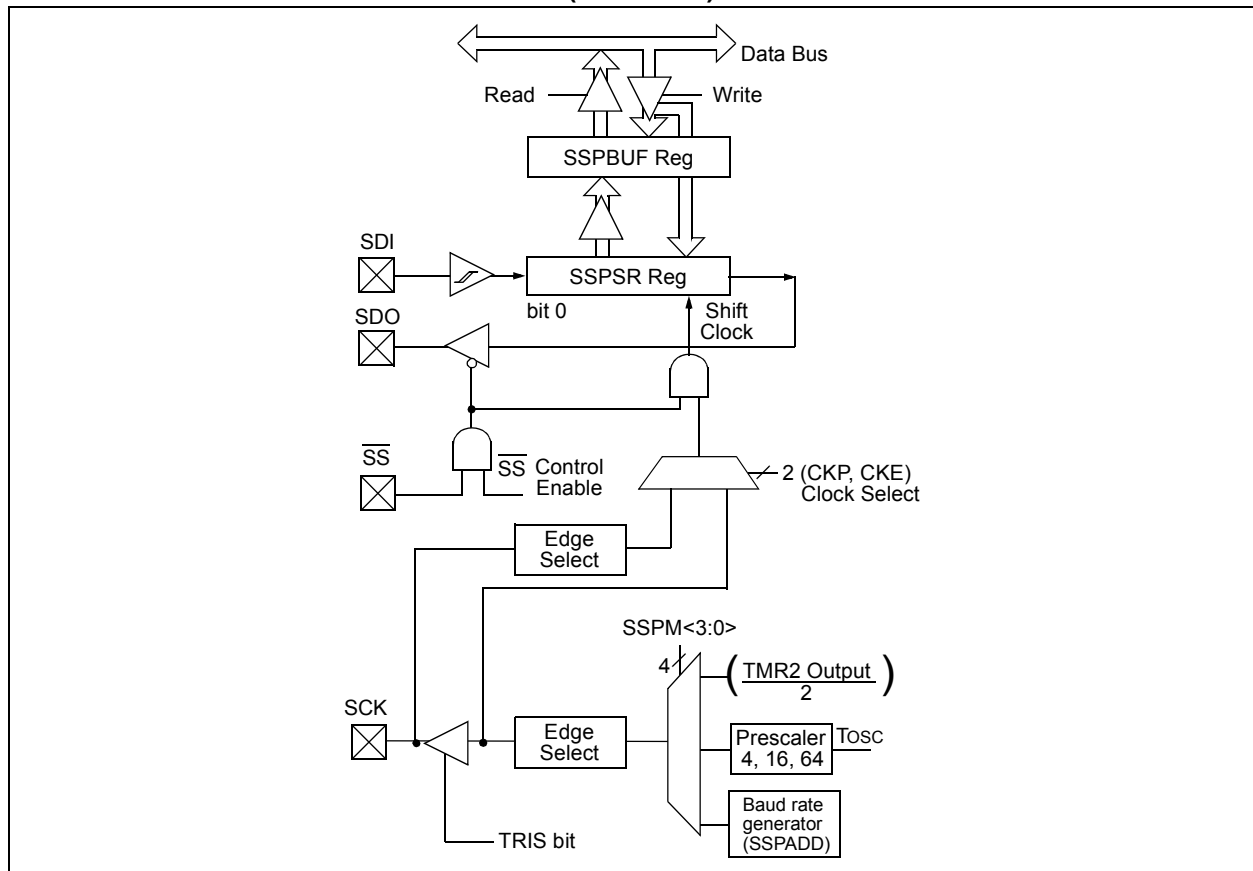 Data Bus
Read
Write
SSPBUF Reg
SDI
SSPSR Reg
bit 0
Shift
Clock
SDO
SS
SS Control
Enable
2 (CKP, CKE)
Clock Select
Edge
Select
SSPM<3:0>
4
(TMR2 Output)
2
SCK
Edge
Select
Prescaler
4, 16, 64
TOSC
Baud rate
generator
(SSPADD)
TRIS bit